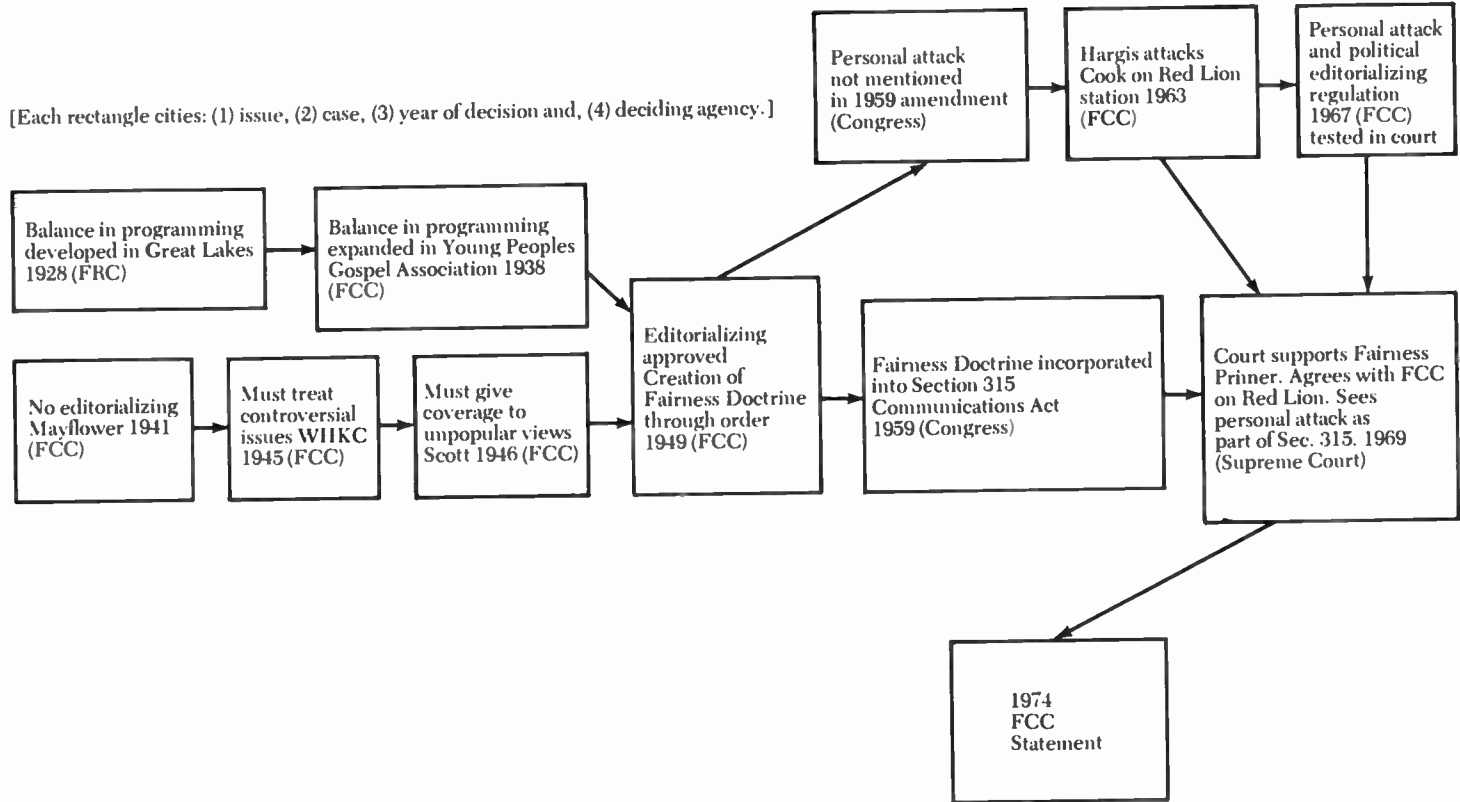 [Each rectangle cities: (1) issue, (2) case, (3) year of decision and, (4) deciding agency.]
Personal attack
not mentioned
in 1959 amendment
(Congress)
Hargis attacks
Cook on Red Lion
station 1963
(FCC)
Personal attack
and political
editorializing
regulation
1967 (FCC)
tested in court
Balance in programming
developed in Great Lakes
1928 (FRC)
Balance in programming
expanded in Young Peoples
Gospel Association 1938
(FCC)
No editorializing
Mayflower 1941
(FCC)
Must treat
controversial
issues WHKC
1945 (FCC)
Must give
coverage to
unpopular views
Scott 1946 (FCC)
Editorializing
approved
Creation of
Fairness Doctrine
through order
1949 (FCC)
Fairness Doctrine incorporated
into Section 315
Communications Act
1959 (Congress)
Court supports Fairness
Primer. Agrees with FCC
on Red Lion. Sees
personal attack as
part of Sec. 315. 1969
(Supreme Court)
1974
FCC
Statement